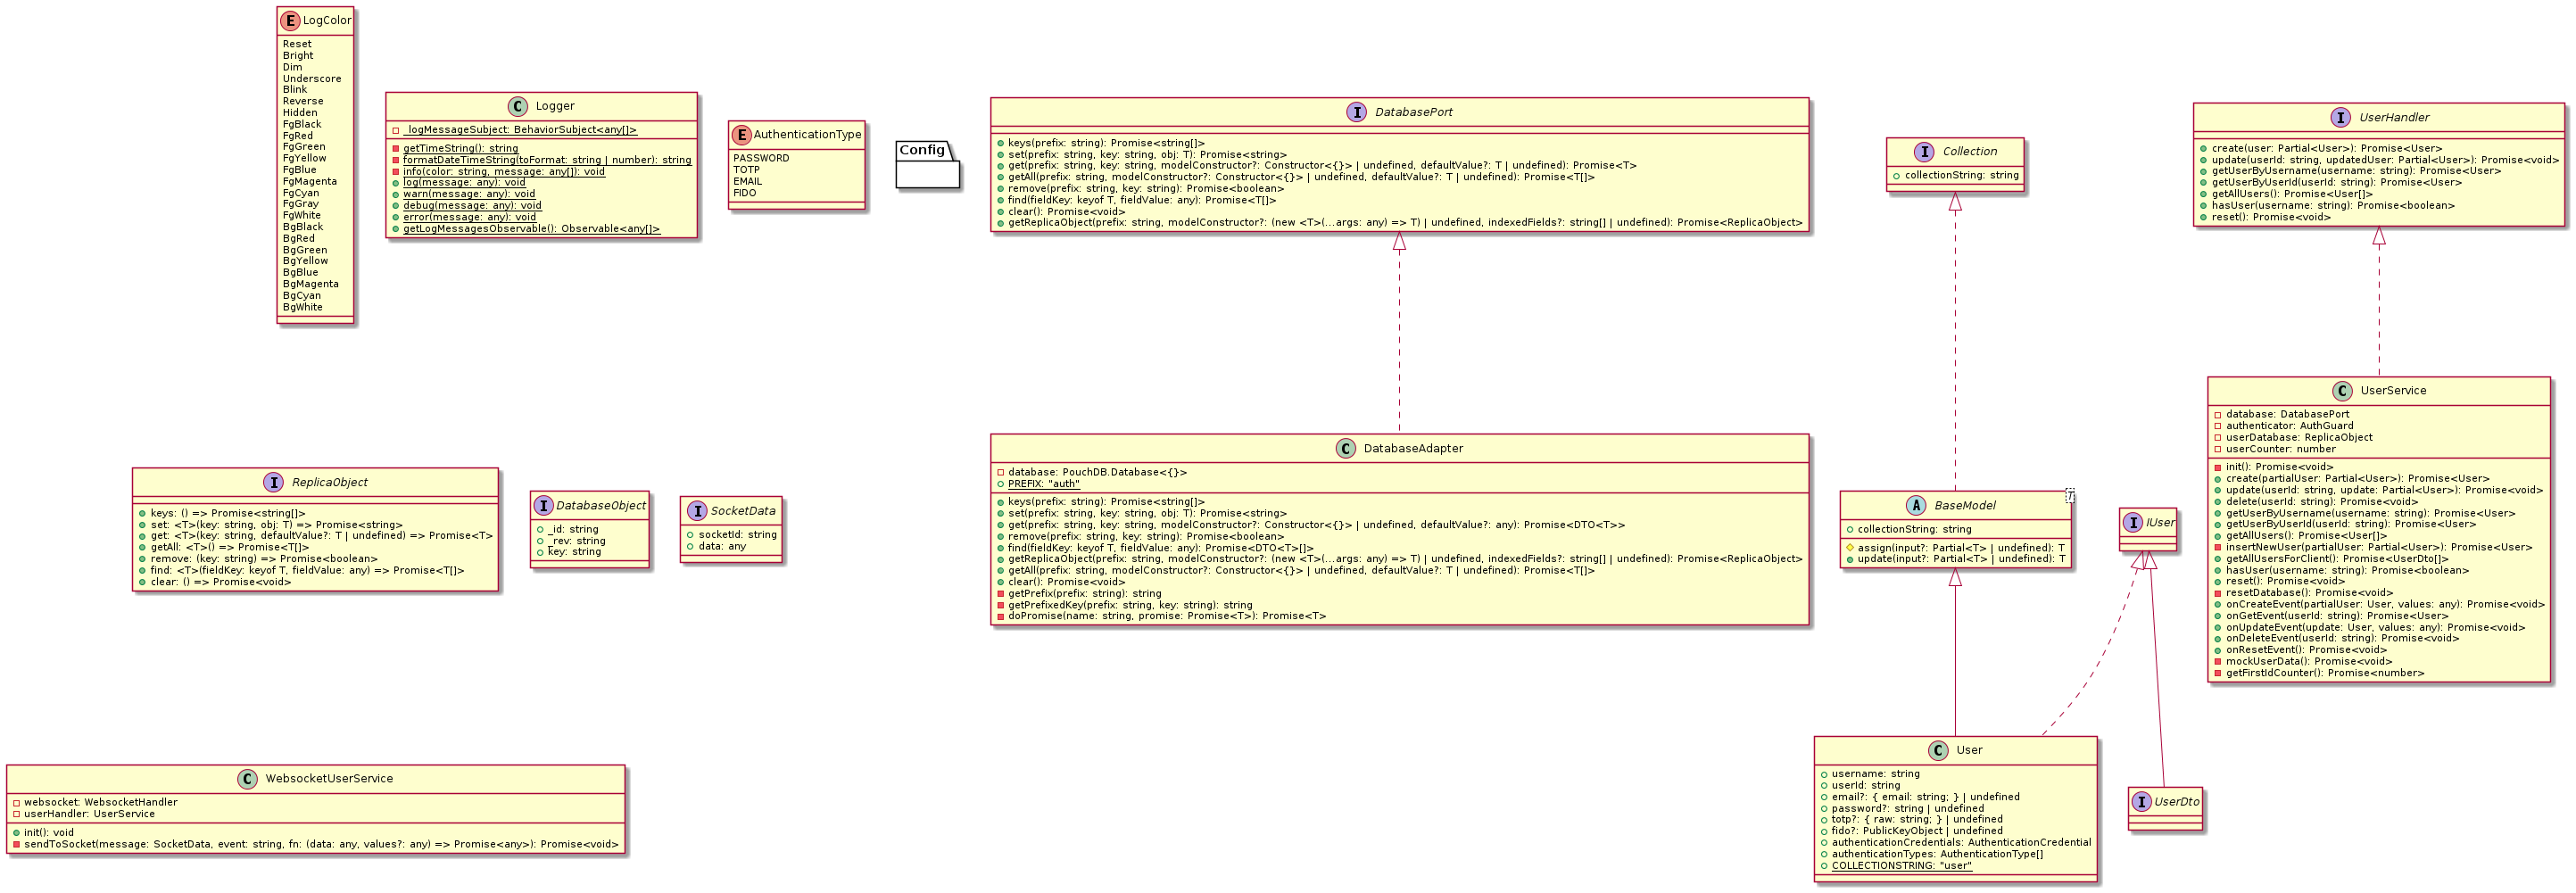 E LogColor
Reset
Bright
Dim
Underscore
Blink
Reverse
Hidden
FgBlack
FgRed
FgGreen
FgYellow
FgBlue
FgMagenta
FgCyan
FgGray
FgWhite
BgBlack
BgRed
BgGreen
BgYellow
BgBlue
BgMagenta
BgCyan
BgWhite
C Logger
_logMessageSubject: BehaviorSubject<any[]>
getTimeString(): string
formatDateTimeString(toFormat: string | number): string
info(color: string, message: any[]): void
log(message: any): void
warn(message: any): void
debug(message: any): void
error(message: any): void
getLogMessagesObservable(): Observable<any[]>
E AuthenticationType
PASSWORD
TOTP
EMAIL
FIDO
Config
I DatabasePort
keys(prefix: string): Promise<string[]>
set(prefix: string, key: string, obj: T): Promise<string>
get(prefix: string, key: string, modelConstructor?: Constructor<{}> | undefined, defaultValue?: T | undefined): Promise<T>
getAll(prefix: string, modelConstructor?: Constructor<{}> | undefined, defaultValue?: T | undefined): Promise<T[]>
remove(prefix: string, key: string): Promise<boolean>
find(fieldKey: keyof T, fieldValue: any): Promise<T[]>
clear(): Promise<void>
getReplicaObject(prefix: string, modelConstructor?: (new <T>(...args: any) => T) | undefined, indexedFields?: string[] | undefined): Promise<ReplicaObject>
I Collection
collectionString: string
I UserHandler
create(user: Partial<User>): Promise<User>
update(userId: string, updatedUser: Partial<User>): Promise<void>
getUserByUsername(username: string): Promise<User>
getUserByUserId(userId: string): Promise<User>
getAllUsers(): Promise<User[]>
hasUser(username: string): Promise<boolean>
reset(): Promise<void>
I ReplicaObject
keys: () => Promise<string[]>
set: <T>(key: string, obj: T) => Promise<string>
get: <T>(key: string, defaultValue?: T | undefined) => Promise<T>
getAll: <T>() => Promise<T[]>
remove: (key: string) => Promise<boolean>
find: <T>(fieldKey: keyof T, fieldValue: any) => Promise<T[]>
clear: () => Promise<void>
I DatabaseObject
_id: string
_rev: string
key: string
I SocketData
socketId: string
data: any
C DatabaseAdapter
database: PouchDB.Database<{}>
PREFIX: "auth"
keys(prefix: string): Promise<string[]>
set(prefix: string, key: string, obj: T): Promise<string>
get(prefix: string, key: string, modelConstructor?: Constructor<{}> | undefined, defaultValue?: any): Promise<DTO<T>>
remove(prefix: string, key: string): Promise<boolean>
find(fieldKey: keyof T, fieldValue: any): Promise<DTO<T>[]>
getReplicaObject(prefix: string, modelConstructor?: (new <T>(...args: any) => T) | undefined, indexedFields?: string[] | undefined): Promise<ReplicaObject>
getAll(prefix: string, modelConstructor?: Constructor<{}> | undefined, defaultValue?: T | undefined): Promise<T[]>
clear(): Promise<void>
getPrefix(prefix: string): string
getPrefixedKey(prefix: string, key: string): string
doPromise(name: string, promise: Promise<T>): Promise<T>
A BaseModel T
collectionString: string
assign(input?: Partial<T> | undefined): T
update(input?: Partial<T> | undefined): T
I IUser
C UserService
database: DatabasePort
authenticator: AuthGuard
userDatabase: ReplicaObject
userCounter: number
init(): Promise<void>
create(partialUser: Partial<User>): Promise<User>
update(userId: string, update: Partial<User>): Promise<void>
delete(userId: string): Promise<void>
getUserByUsername(username: string): Promise<User>
getUserByUserId(userId: string): Promise<User>
getAllUsers(): Promise<User[]>
insertNewUser(partialUser: Partial<User>): Promise<User>
getAllUsersForClient(): Promise<UserDto[]>
hasUser(username: string): Promise<boolean>
reset(): Promise<void>
resetDatabase(): Promise<void>
onCreateEvent(partialUser: User, values: any): Promise<void>
onGetEvent(userId: string): Promise<User>
onUpdateEvent(update: User, values: any): Promise<void>
onDeleteEvent(userId: string): Promise<void>
onResetEvent(): Promise<void>
mockUserData(): Promise<void>
getFirstIdCounter(): Promise<number>
C WebsocketUserService
websocket: WebsocketHandler
userHandler: UserService
init(): void
sendToSocket(message: SocketData, event: string, fn: (data: any, values?: any) => Promise<any>): Promise<void>
C User
username: string
userId: string
email?: { email: string; } | undefined
password?: string | undefined
totp?: { raw: string; } | undefined
fido?: PublicKeyObject | undefined
authenticationCredentials: AuthenticationCredential
authenticationTypes: AuthenticationType[]
COLLECTIONSTRING: "user"
I UserDto